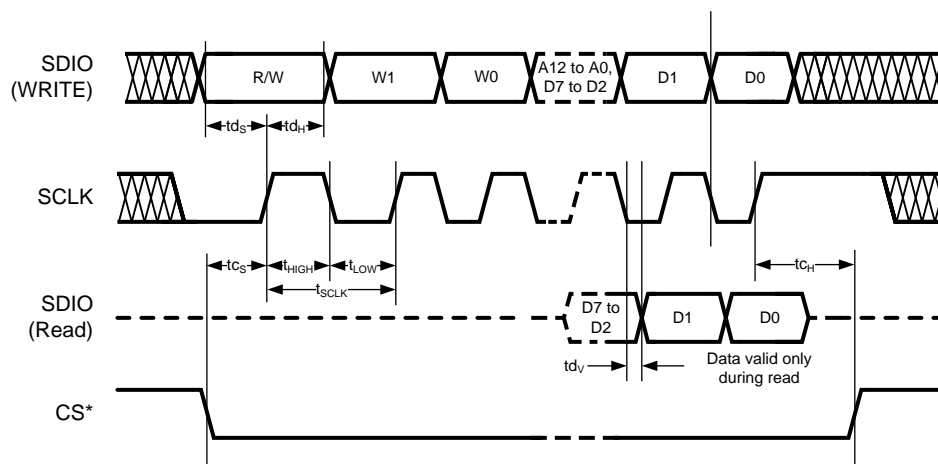 SDIO
(WRITE)
R/W
W1
W0
A12 to A0,
D7 to D2
D1
D0
tdS
tdH
SCLK
tcS
tHIGH
tLOW
tSCLK
tcH
SDIO
(Read)
D7 to
D2
D1
D0
tdV
Data valid only
during read
CS*